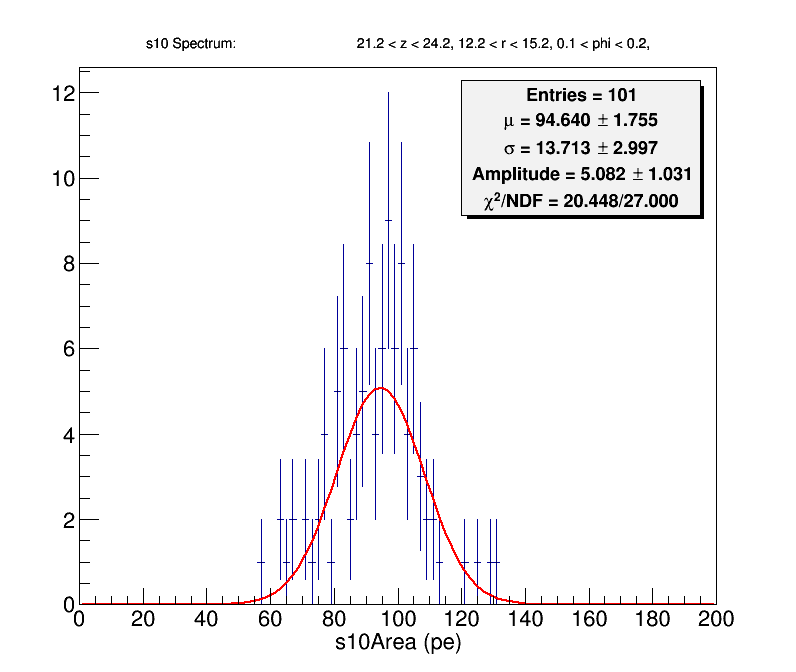 s10 Spectrum: 21.2 < z < 24.2, 12.2 < r < 15.2, 0.1 < phi < 0.2,
Entries = 101
μ = 94.640 ± 1.755
σ = 13.713 ± 2.997
Amplitude = 5.082 ± 1.031
χ²/NDF = 20.448/27.000
12
10
8
6
4
2
0
0 20 40 60 80 100 120 140 160 180 200
s10Area (pe)